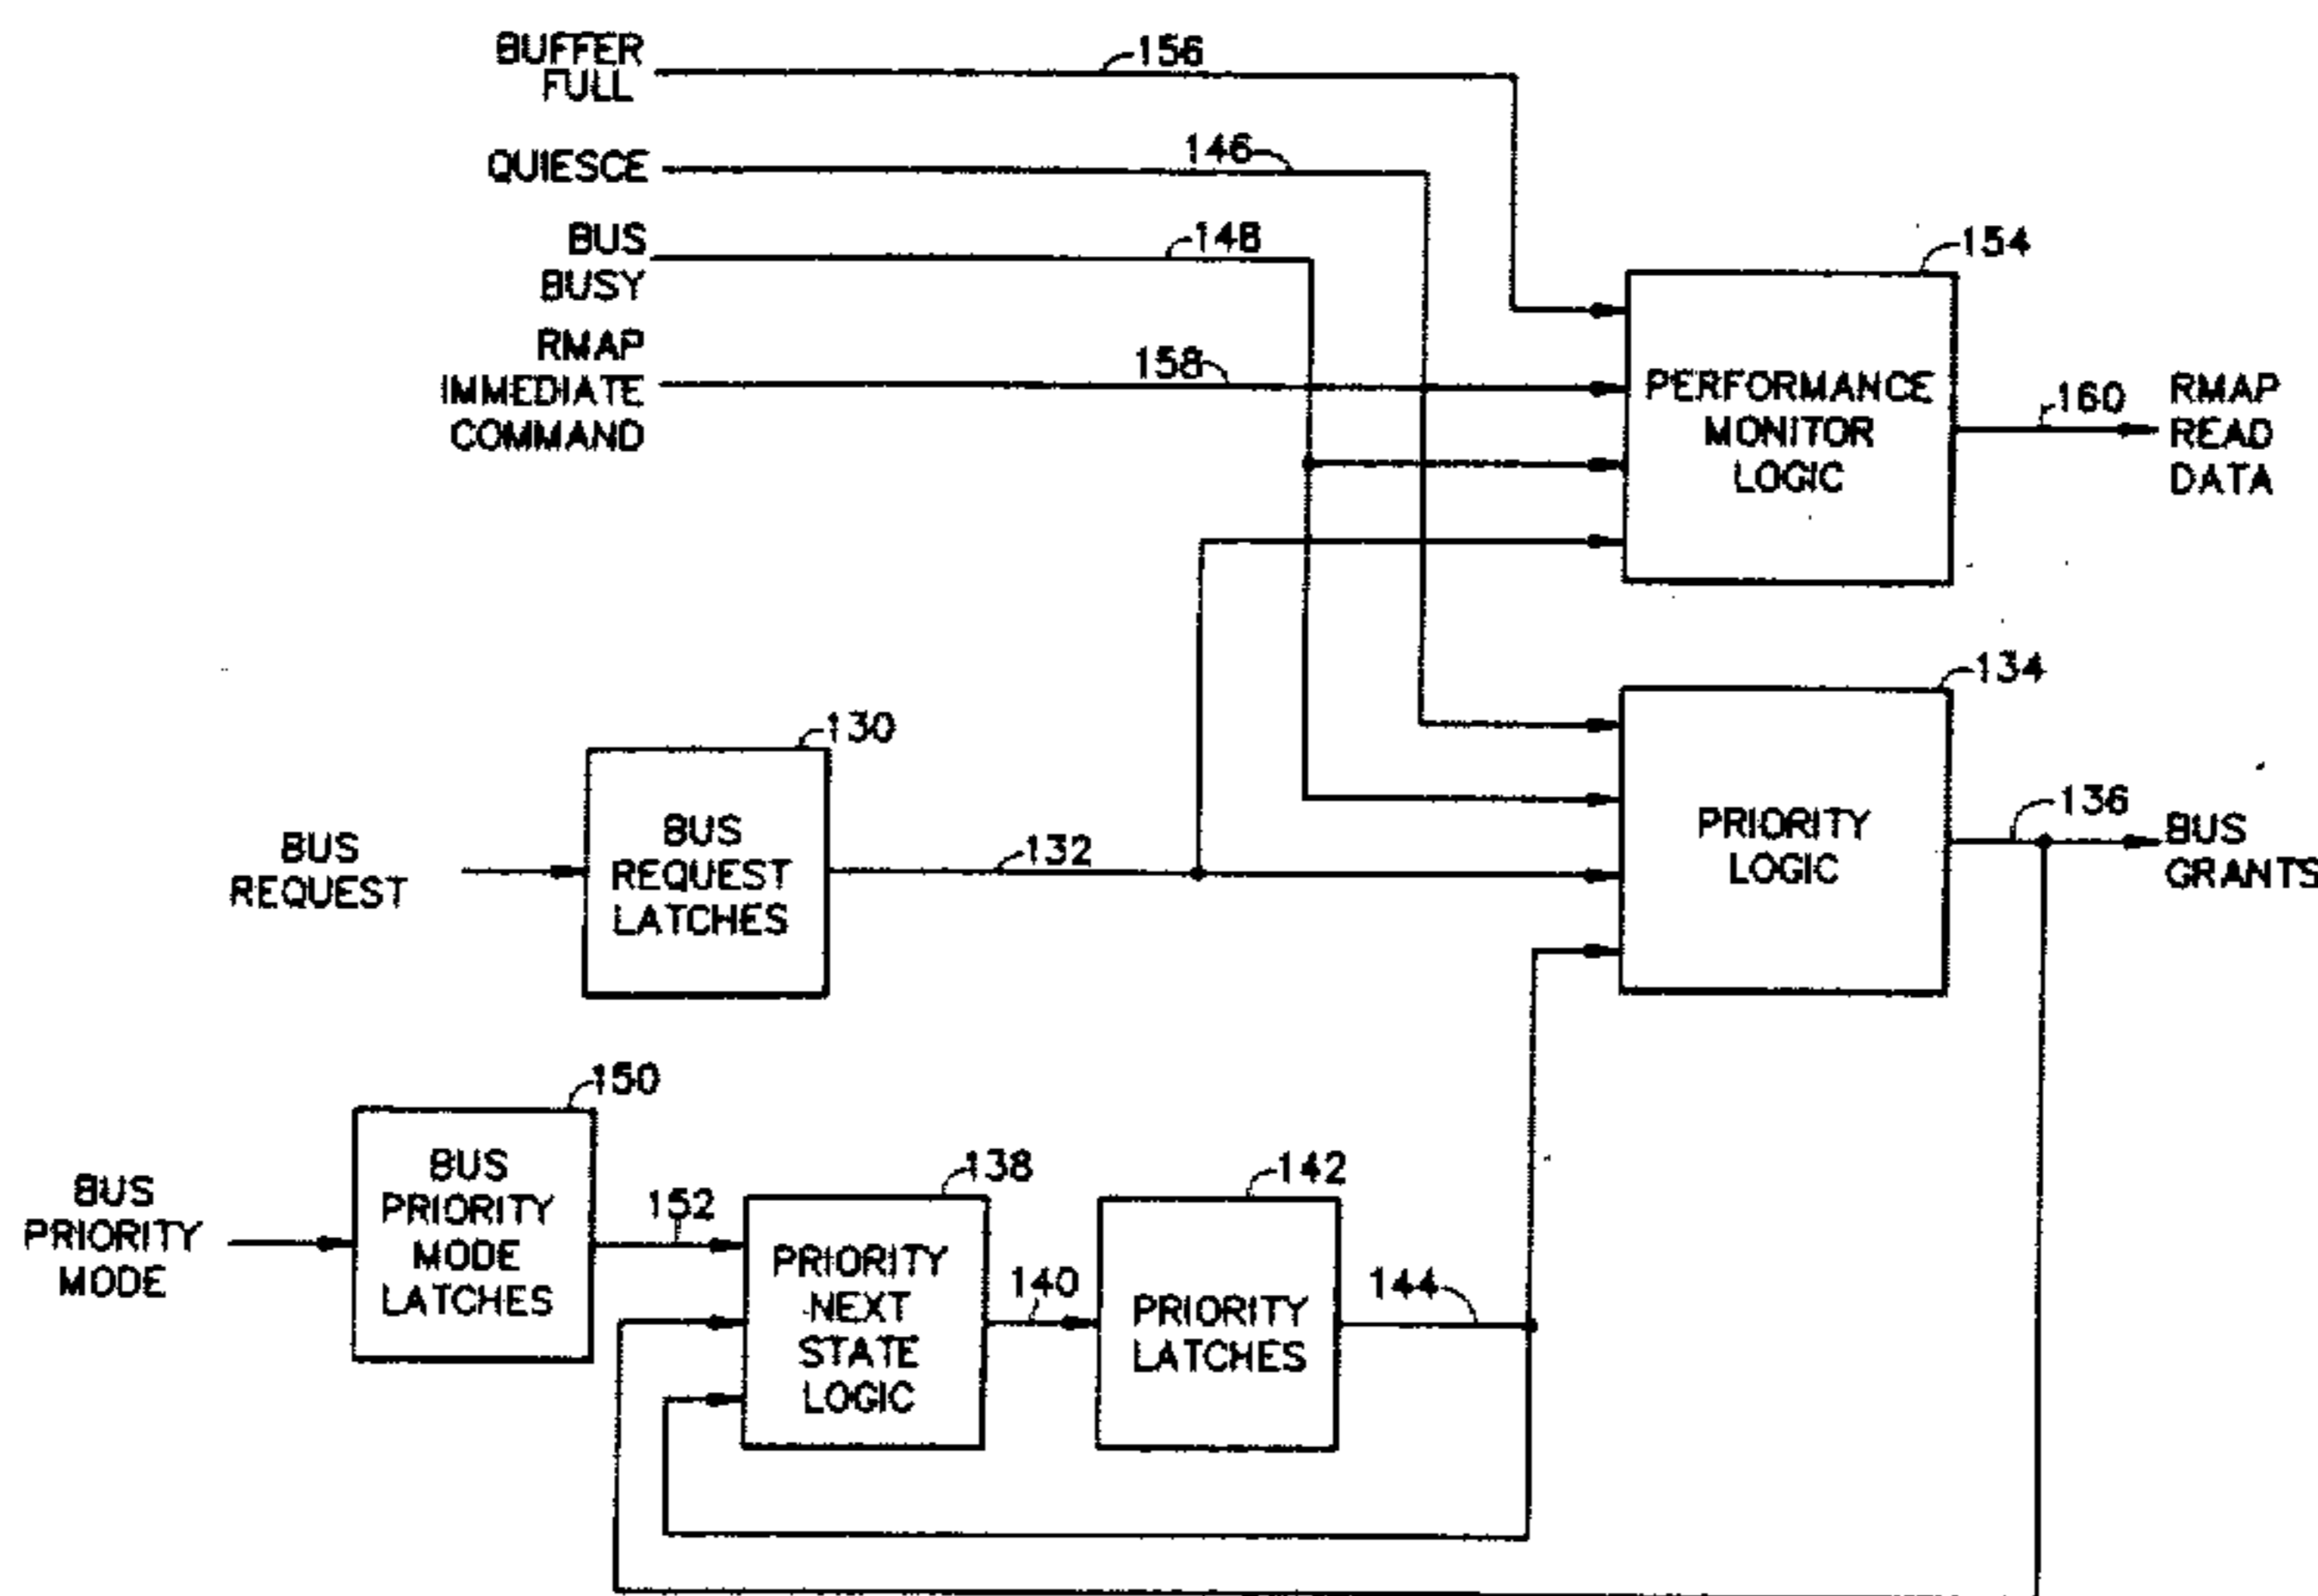 BUFFER
FULL
156
QUIESCE
146
BUS
BUSY
148
RMAP
IMMEDIATE
COMMAND
158
154
PERFORMANCE
MONITOR
LOGIC
160
RMAP
READ
DATA
134
PRIORITY
LOGIC
136
BUS
GRANTS
BUS
REQUEST
130
BUS
REQUEST
LATCHES
132
BUS
PRIORITY
MODE
150
BUS
PRIORITY
MODE
LATCHES
152
138
PRIORITY
NEXT
STATE
LOGIC
140
142
PRIORITY
LATCHES
144